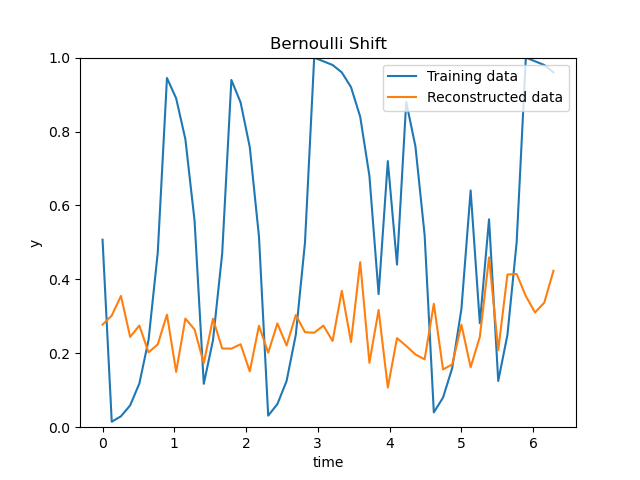 Bernoulli Shift
Training data
Reconstructed data
1.0
0.8
0.6
0.4
0.2
0.0
y
0 1 2 3 4 5 6
time